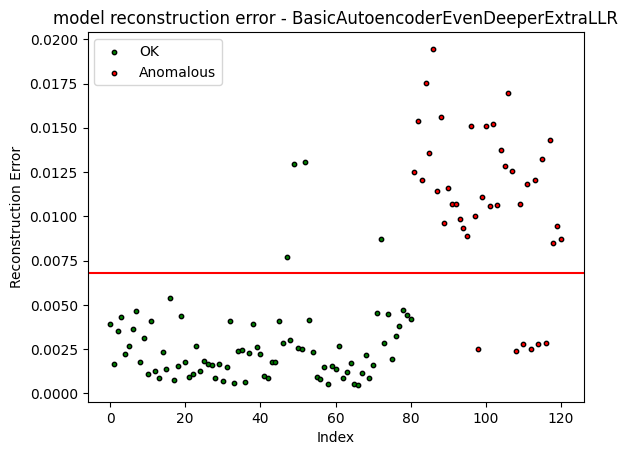 model reconstruction error - BasicAutoencoderEvenDeeperExtraLLR
OK
Anomalous
0.0200
0.0175
0.0150
0.0125
0.0100
0.0075
0.0050
0.0025
0.0000
Reconstruction Error
0 20 40 60 80 100 120
Index